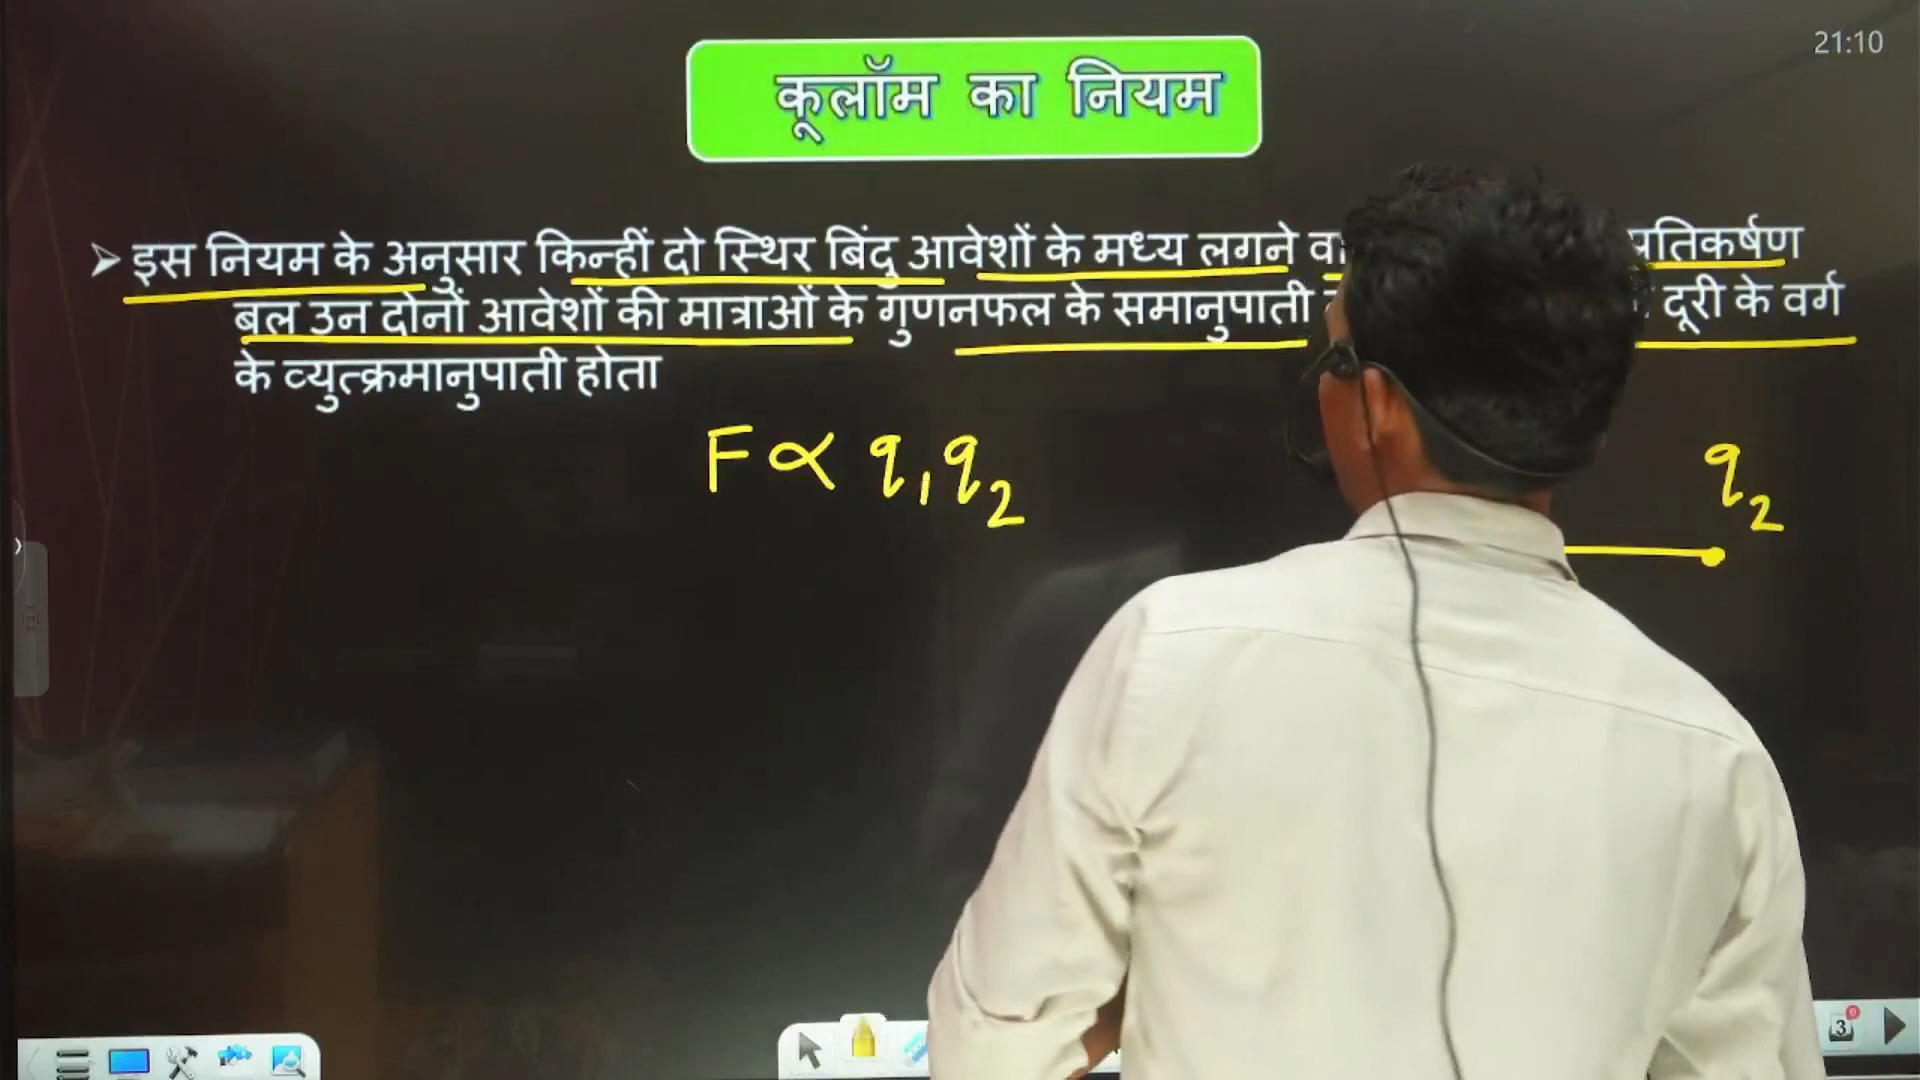 21:10
कूलॉम का नियम
➢ इस नियम के अनुसार किन्हीं दो स्थिर बिंदु आवेशों के मध्य लगने प्रतिकर्षण
बल उन दोनों आवेशों की मात्राओं के गुणनफल के समानुपाती दूरी के वर्ग
के व्युत्क्रमानुपाती होता
F ∝ q₁q₂
q₂
3